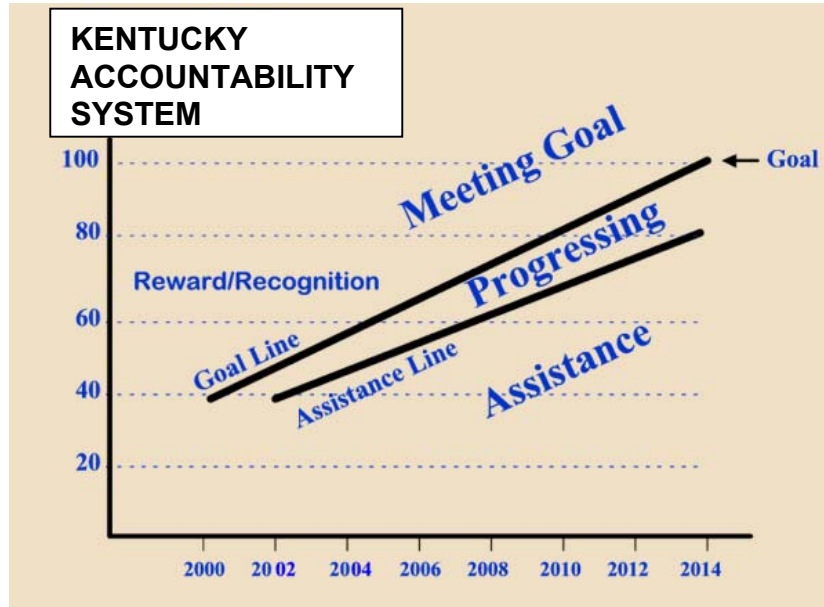 KENTUCKY
ACCOUNTABILITY
SYSTEM
100
Meeting Goal
Goal
80
Progressing
Reward/Recognition
60
Goal Line
Assistance Line
Assistance
40
20
2000 2002 2004 2006 2008 2010 2012 2014